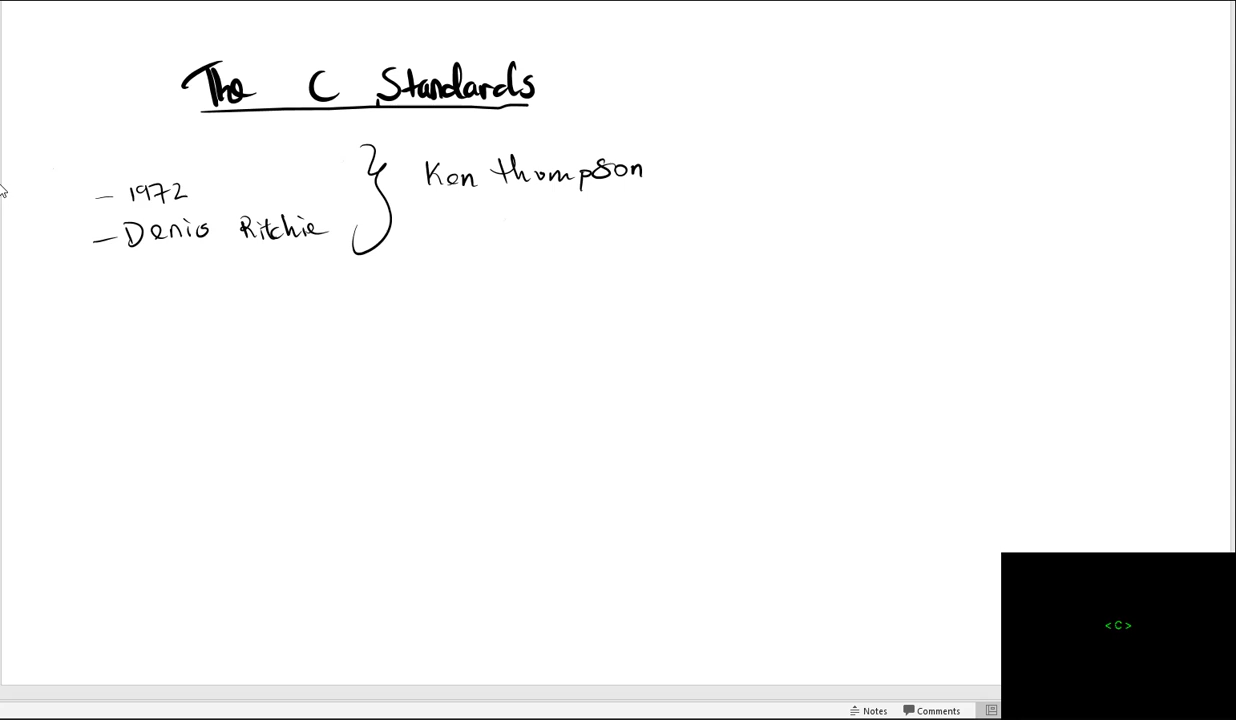 The C Standards
Ken Thompson
- 1972
- Denis Ritchie
<C>
Notes Comments